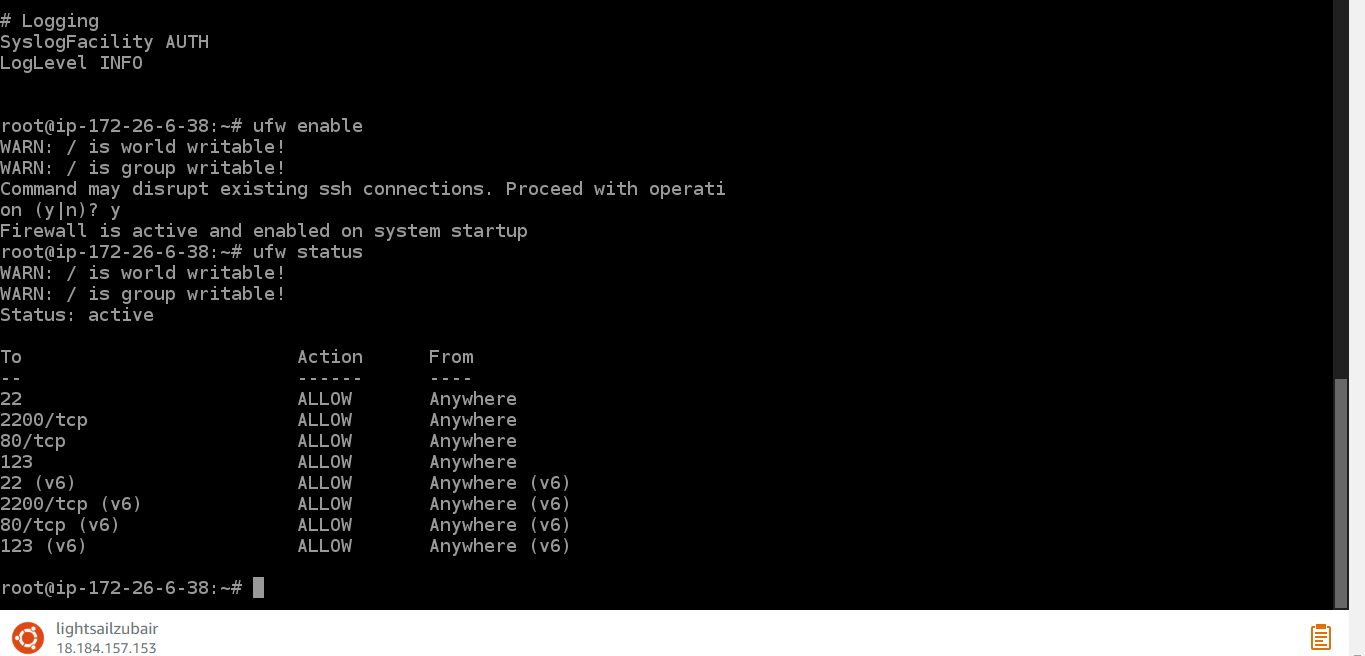 # Logging
SyslogFacility AUTH
LogLevel INFO
root@ip-172-26-6-38:~# ufw enable
WARN: / is world writable!
WARN: / is group writable!
Command may disrupt existing ssh connections. Proceed with operati
on (y|n)? y
Firewall is active and enabled on system startup
root@ip-172-26-6-38:~# ufw status
WARN: / is world writable!
WARN: / is group writable!
Status: active
To                         Action      From
--                         ------      ----
22                         ALLOW       Anywhere
2200/tcp                   ALLOW       Anywhere
80/tcp                     ALLOW       Anywhere
123                        ALLOW       Anywhere
22 (v6)                    ALLOW       Anywhere (v6)
2200/tcp (v6)              ALLOW       Anywhere (v6)
80/tcp (v6)                ALLOW       Anywhere (v6)
123 (v6)                   ALLOW       Anywhere (v6)
root@ip-172-26-6-38:~#
lightsailzubair
18.184.157.153